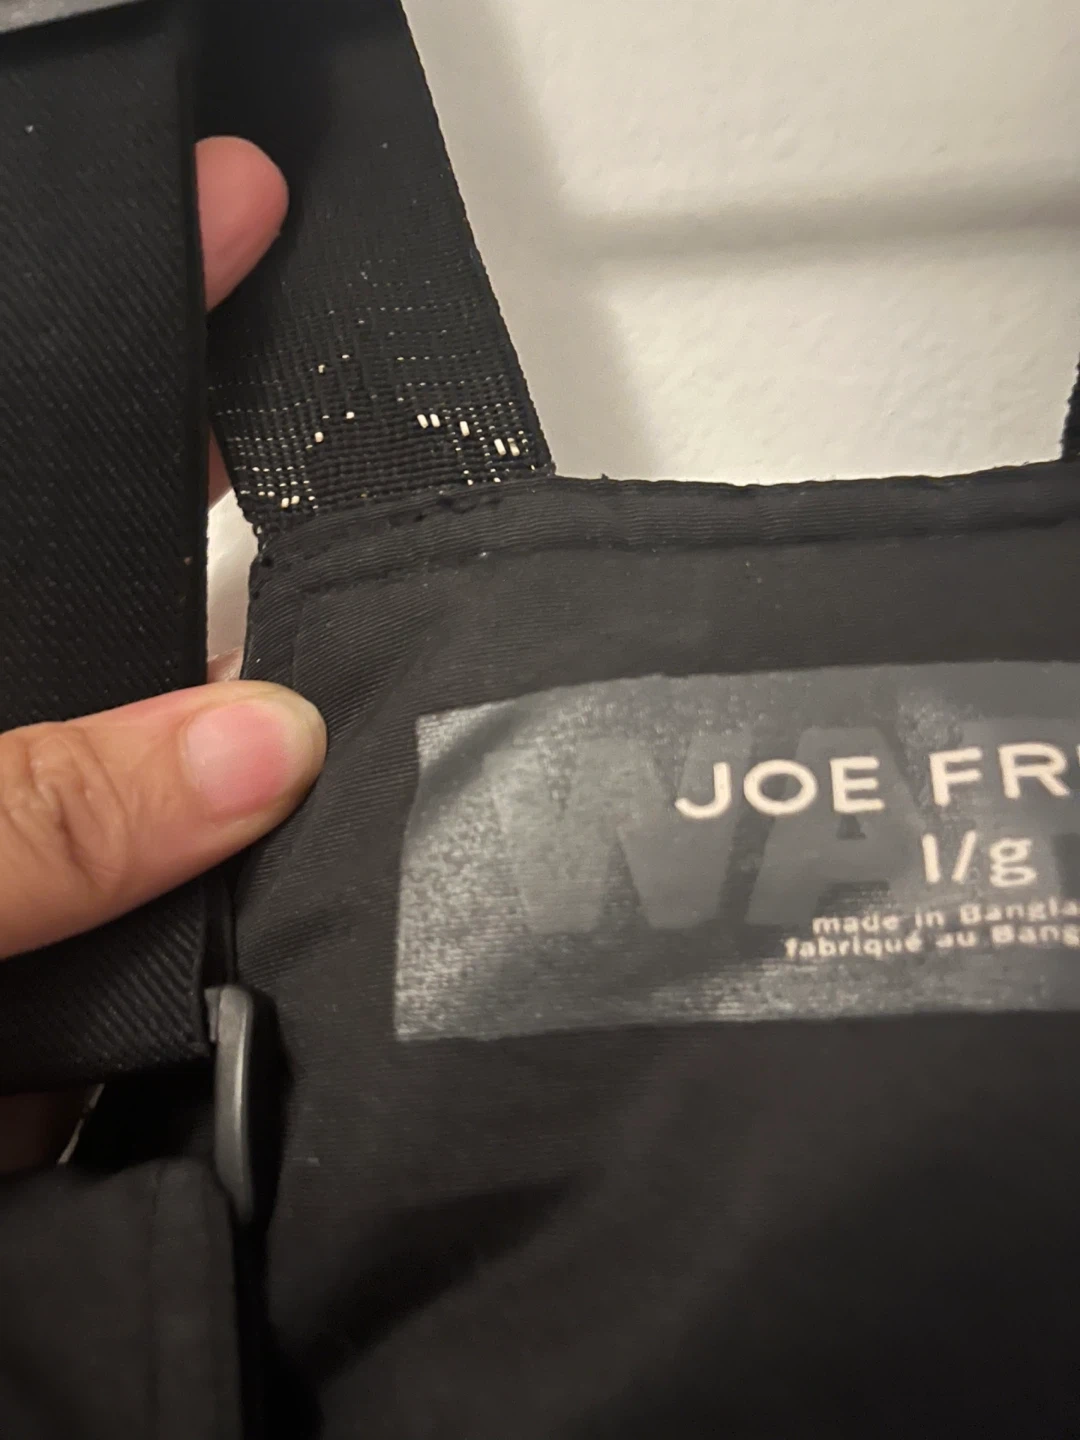 JOE FR
l/g
made in Bangla
fabriqué au Bang